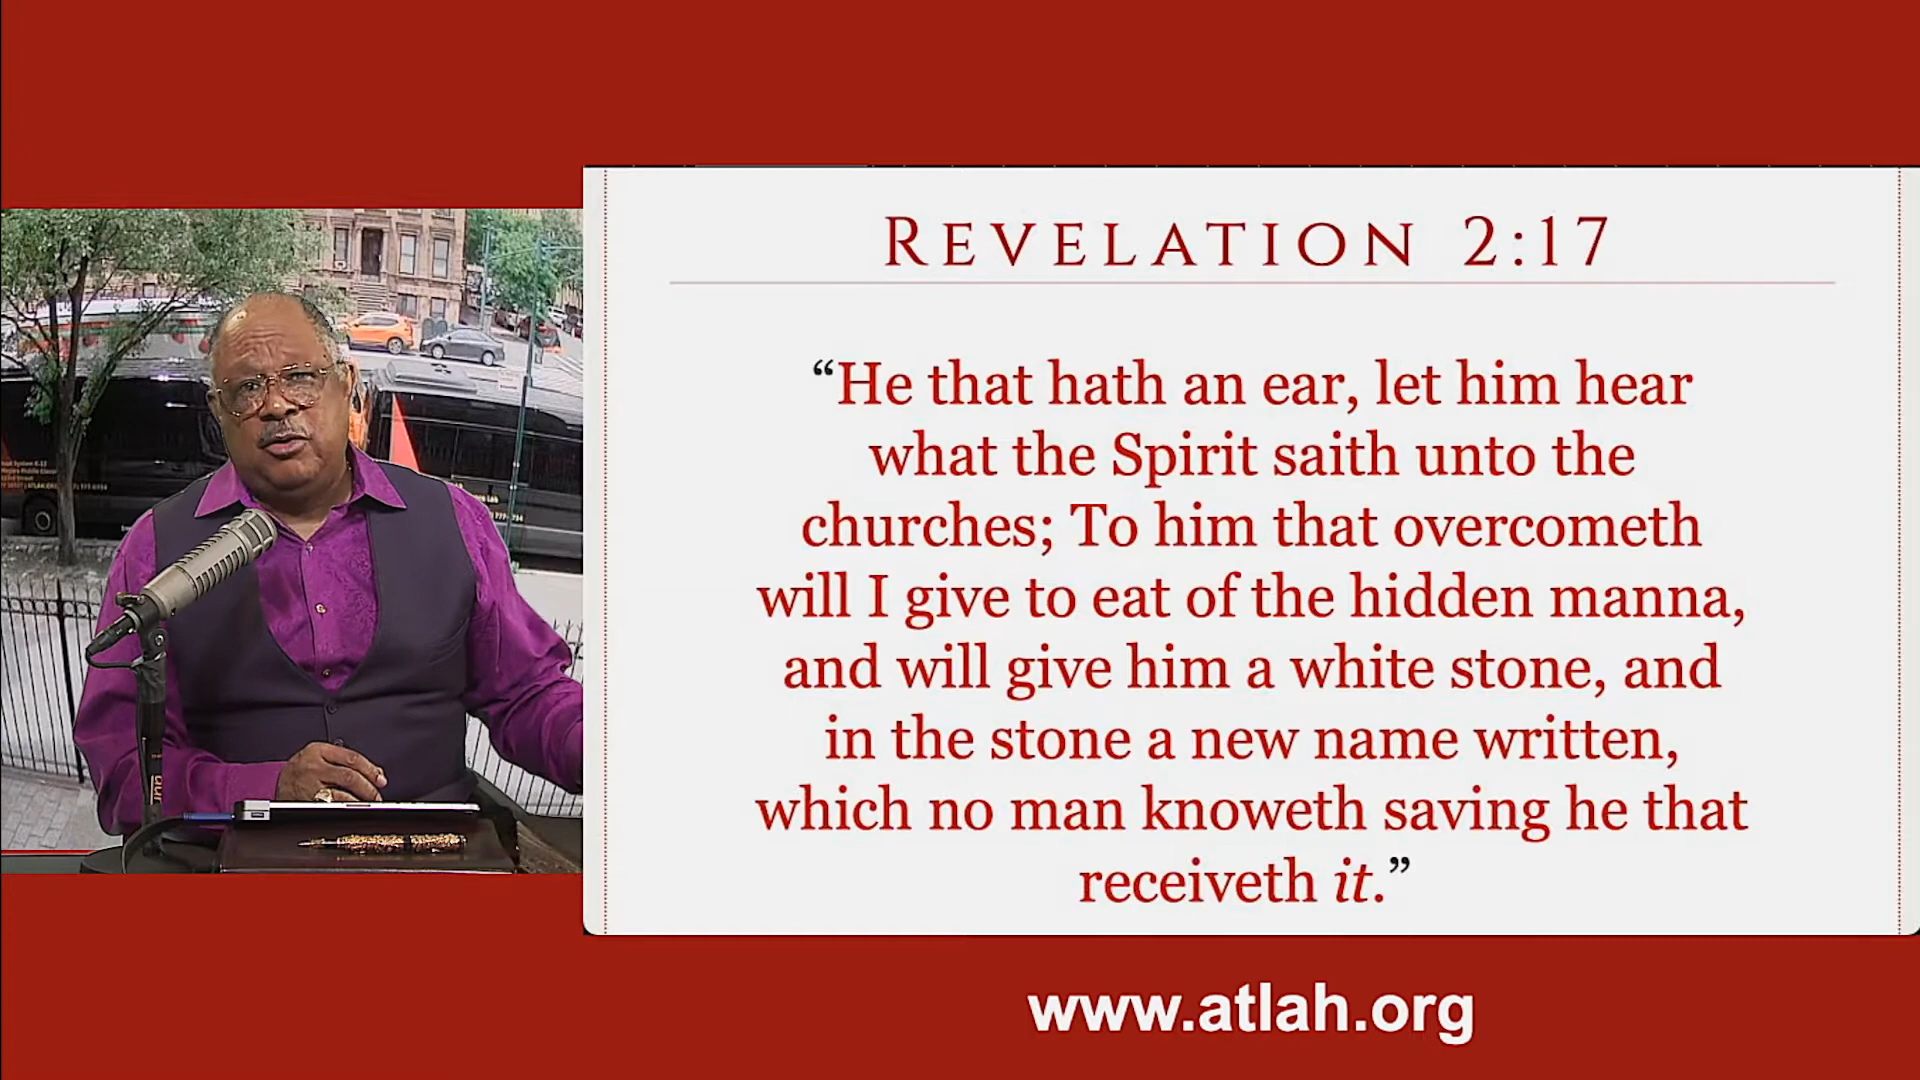 REVELATION 2:17
“He that hath an ear, let him hear
what the Spirit saith unto the
churches; To him that overcometh
will I give to eat of the hidden manna,
and will give him a white stone, and
in the stone a new name written,
which no man knoweth saving he that
receiveth it.”
www.atlah.org